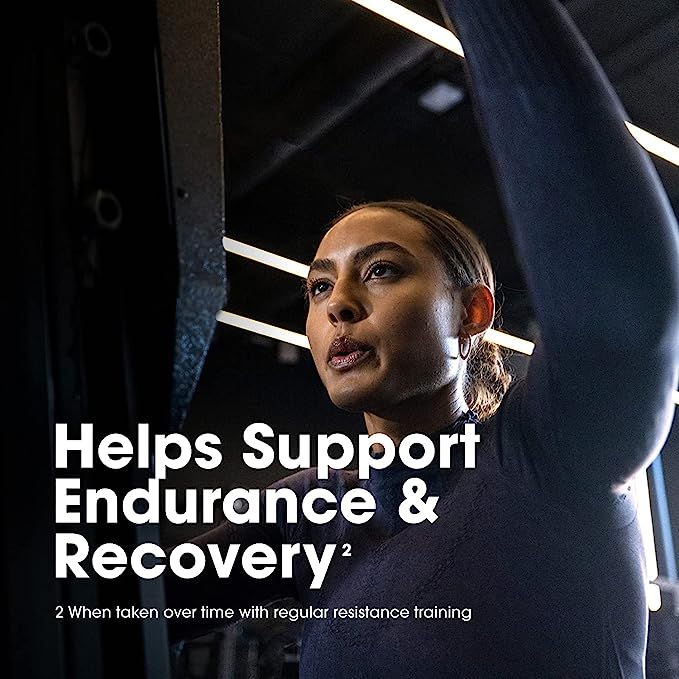 Helps Support
Endurance &
Recovery²
2 When taken over time with regular resistance training